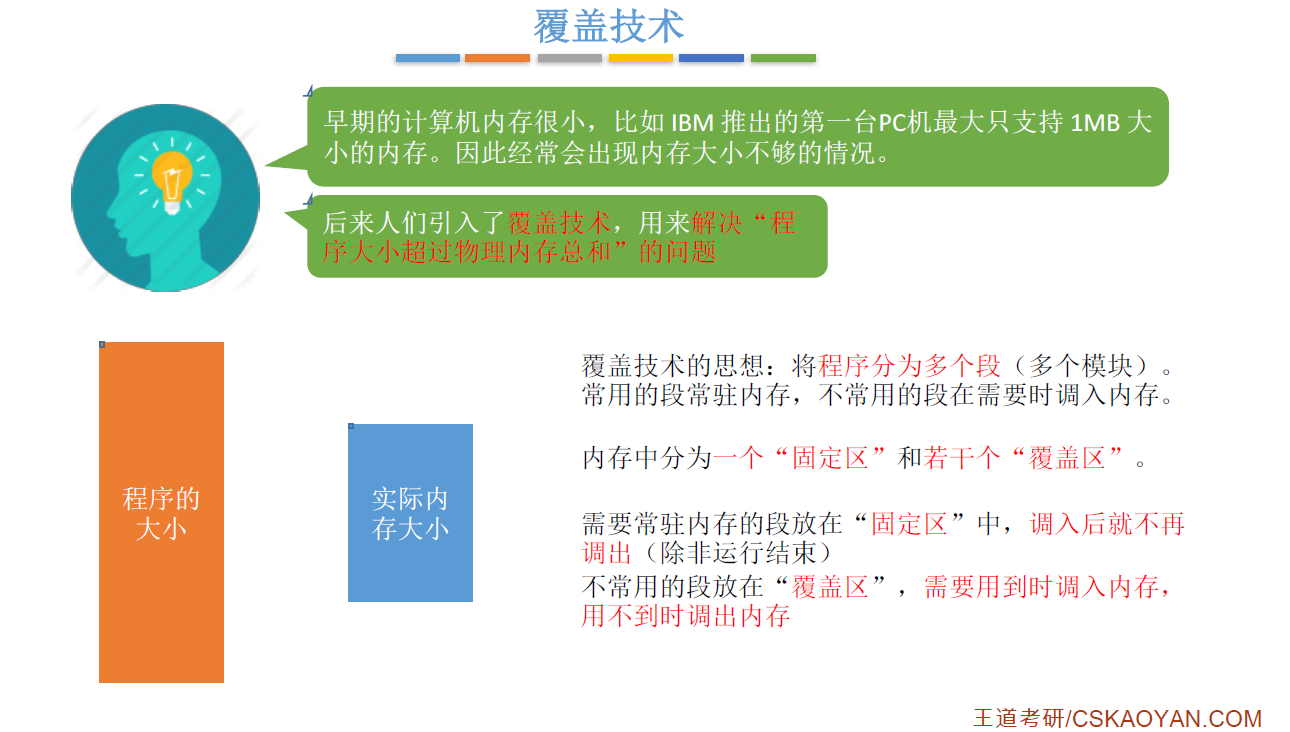 覆盖技术
早期的计算机内存很小，比如 IBM 推出的第一台PC机最大只支持 1MB 大
小的内存。因此经常会出现内存大小不够的情况。
后来人们引入了覆盖技术，用来解决“程
序大小超过物理内存总和”的问题
程序的
大小
实际内
存大小
覆盖技术的思想：将程序分为多个段（多个模块）。
常用的段常驻内存，不常用的段在需要时调入内存。
内存中分为一个“固定区”和若干个“覆盖区”。
需要常驻内存的段放在“固定区”中，调入后就不再
调出（除非运行结束）
不常用的段放在“覆盖区”，需要用到时调入内存，
用不到时调出内存
王道考研/CSKAOYAN.COM